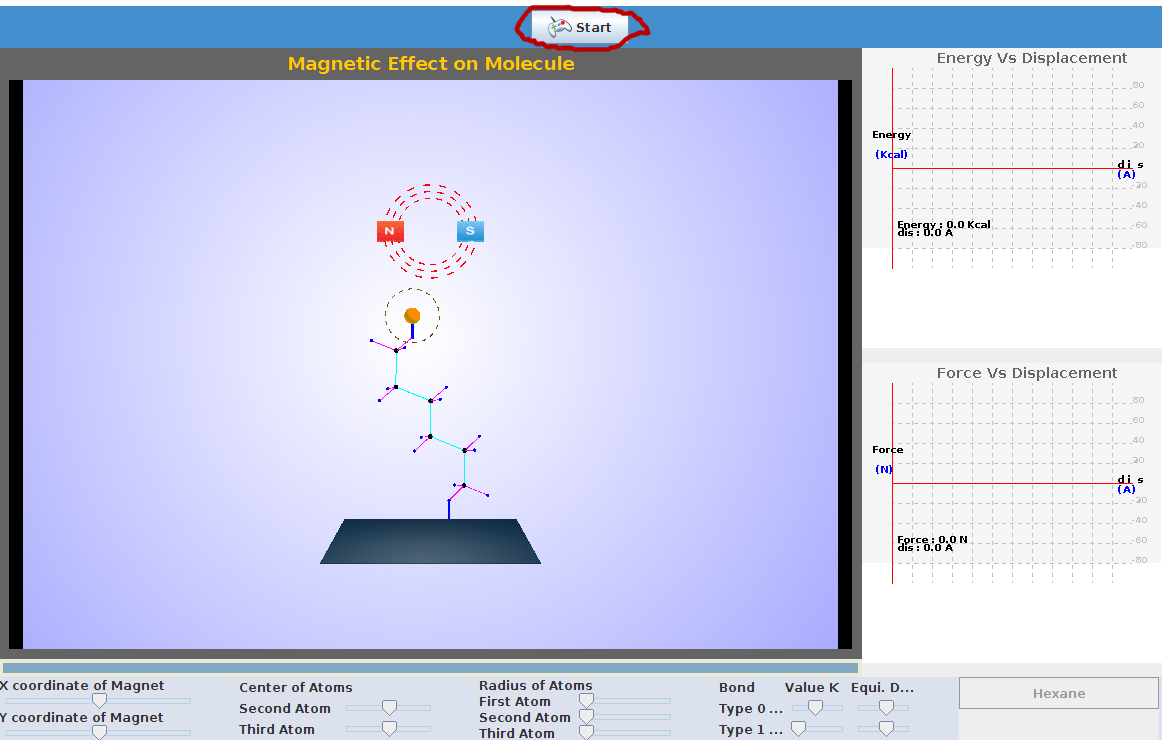 Start
Magnetic Effect on Molecule
N
S
Energy Vs Displacement
80
60
40
20
Energy
(Kcal)
d i s
(A)
-20
-40
-60
-80
Energy : 0.0 Kcal
dis : 0.0 A
Force Vs Displacement
80
60
40
20
Force
(N)
d i s
(A)
-20
-40
-60
-80
Force : 0.0 N
dis : 0.0 A
X coordinate of Magnet
Y coordinate of Magnet
Center of Atoms
Second Atom
Third Atom
Radius of Atoms
First Atom
Second Atom
Third Atom
Bond Value K Equi. D...
Type 0 ...
Type 1 ...
Hexane